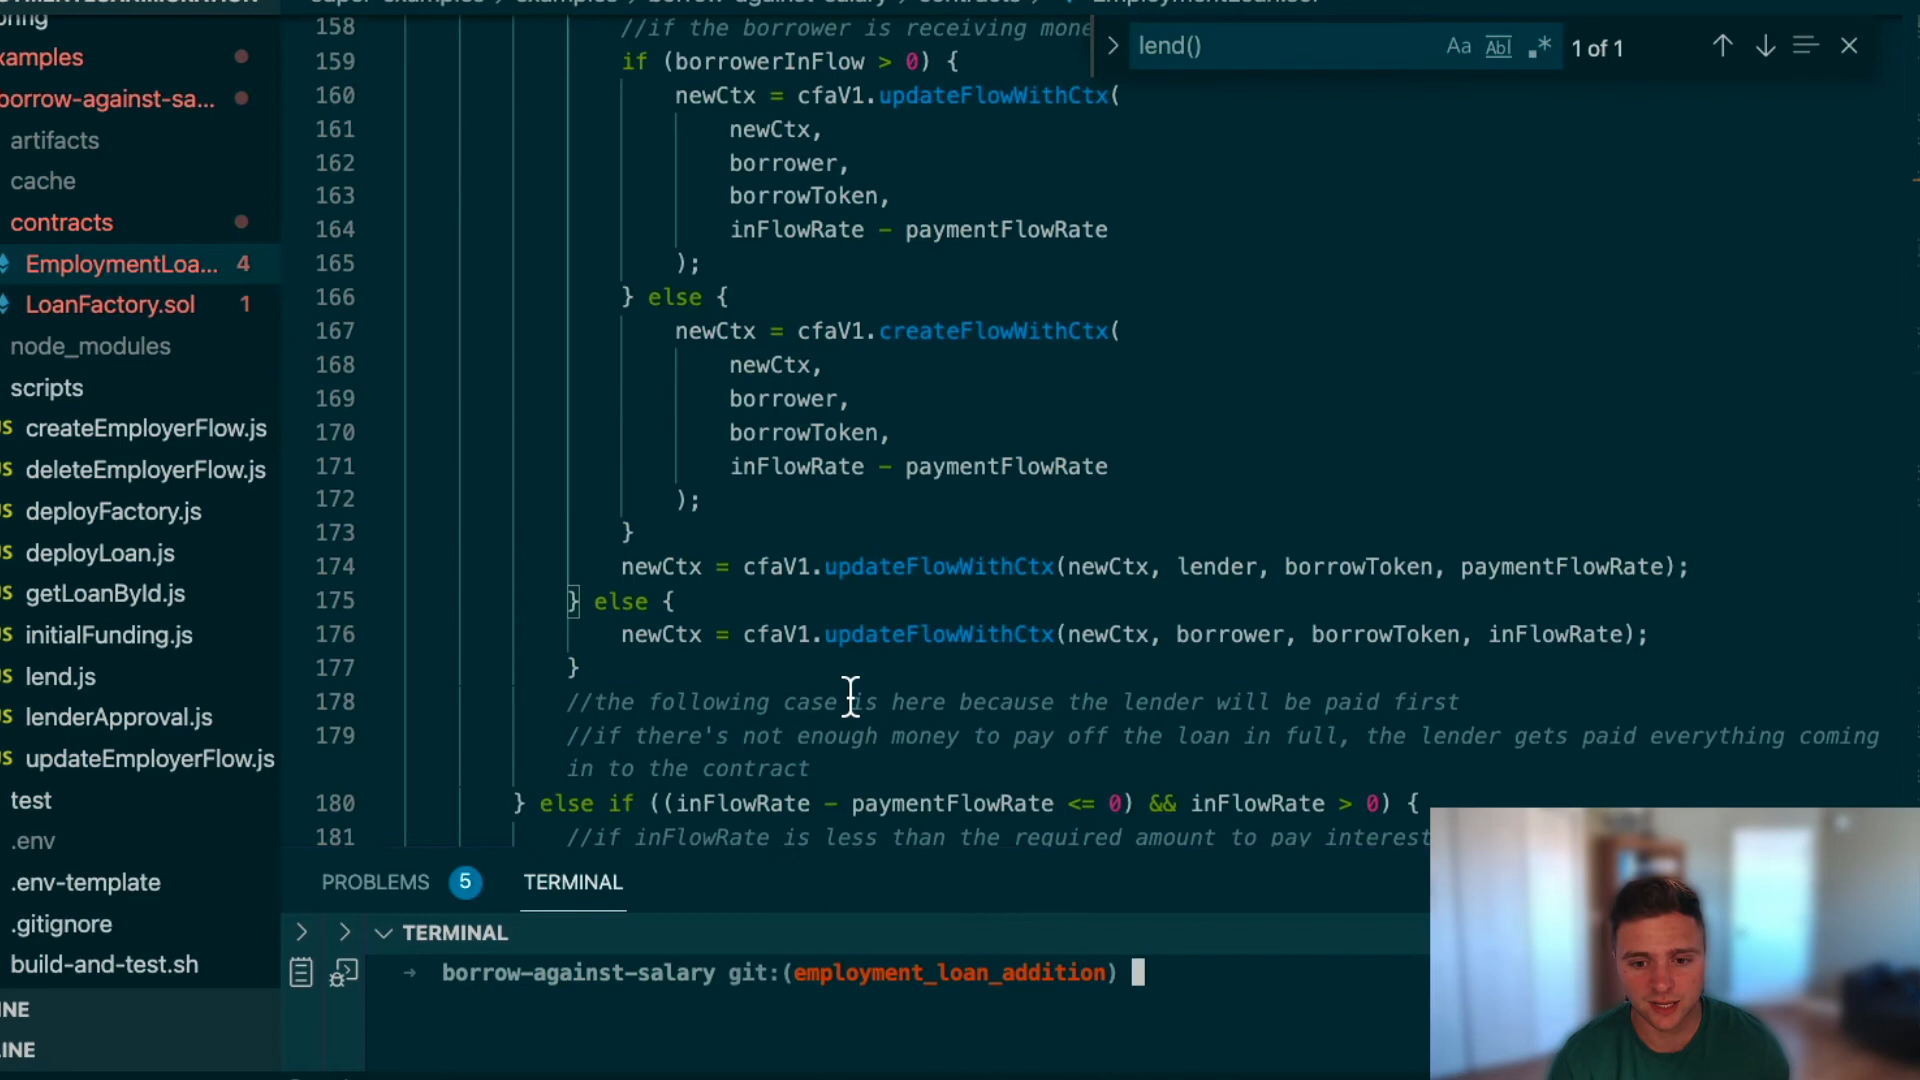 examples
borrow-against-sa...
artifacts
cache
contracts
EmploymentLoa... 4
LoanFactory.sol 1
node_modules
scripts
createEmployerFlow.js
deleteEmployerFlow.js
deployFactory.js
deployLoan.js
getLoanById.js
initialFunding.js
lend.js
lenderApproval.js
updateEmployerFlow.js
test
.env
.env-template
.gitignore
build-and-test.sh
lend()
Aa Abl .* 1 of 1
158 //if the borrower is receiving mone
159 if (borrowerInFlow > 0) {
160 newCtx = cfaV1.updateFlowWithCtx(
161 newCtx,
162 borrower,
163 borrowToken,
164 inFlowRate - paymentFlowRate
165 );
166 } else {
167 newCtx = cfaV1.createFlowWithCtx(
168 newCtx,
169 borrower,
170 borrowToken,
171 inFlowRate - paymentFlowRate
172 );
173 }
174 newCtx = cfaV1.updateFlowWithCtx(newCtx, lender, borrowToken, paymentFlowRate);
175 } else {
176 newCtx = cfaV1.updateFlowWithCtx(newCtx, borrower, borrowToken, inFlowRate);
177 }
178 //the following case is here because the lender will be paid first
179 //if there's not enough money to pay off the loan in full, the lender gets paid everything coming
in to the contract
180 } else if ((inFlowRate - paymentFlowRate <= 0) && inFlowRate > 0) {
181 //if inFlowRate is less than the required amount to pay interest
PROBLEMS 5 TERMINAL
TERMINAL
→ borrow-against-salary git:(employment_loan_addition)